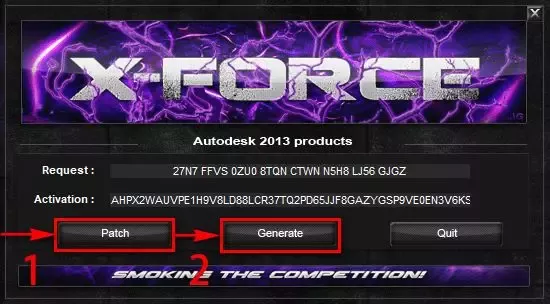 X-FORCE
Autodesk 2013 products
Request : 27N7 FFVS 0ZU0 8TQN CTWN N5H8 LJ56 GJGZ
Activation : AHPX2WAUVPE1H9V8LD88LCR37TQ2PD65JJF8GAZYGSP9VE0EN3V6KS
Patch Generate Quit
1 2
SMOKING THE COMPETITION!